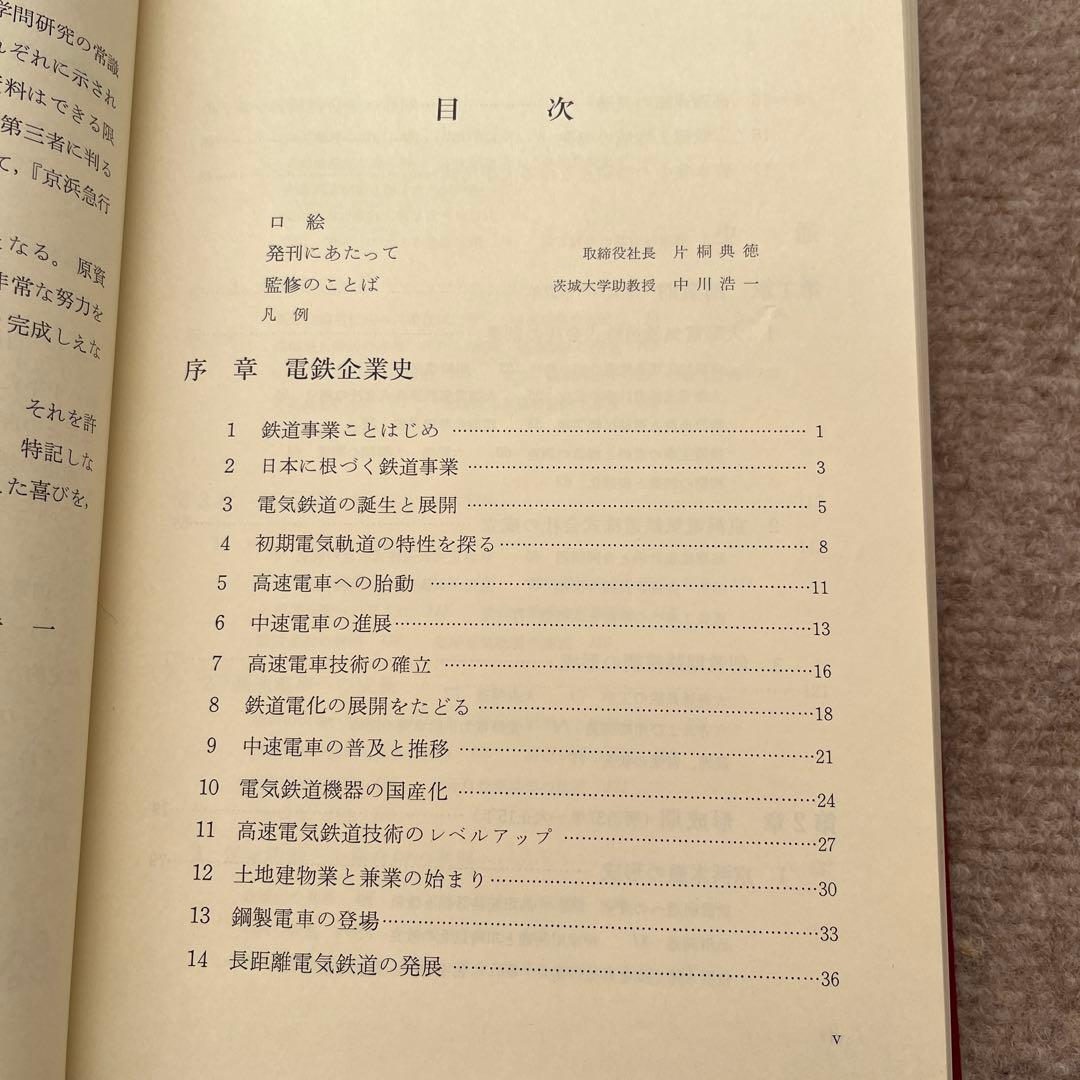 学問研究の常識
れぞれに示され
料はできる限
第三者に判る
て，『京浜急行
となる。原資
非常な努力を
完成しえな
それを許
特記しな
た喜びを，
一
目 次
口 絵
発刊にあたって 取締役社長 片桐典徳
監修のことば 茨城大学助教授 中川浩一
凡 例
序 章 電鉄企業史
1 鉄道事業ことはじめ 1
2 日本に根づく鉄道事業 3
3 電気鉄道の誕生と展開 5
4 初期電気軌道の特性を探る 8
5 高速電車への胎動 11
6 中速電車の進展 13
7 高速電車技術の確立 16
8 鉄道電化の展開をたどる 18
9 中速電車の普及と推移 21
10 電気鉄道機器の国産化 24
11 高速電気鉄道技術のレベルアップ 27
12 土地建物業と兼業の始まり 30
13 鋼製電車の登場 33
14 長距離電気鉄道の発展 36
v